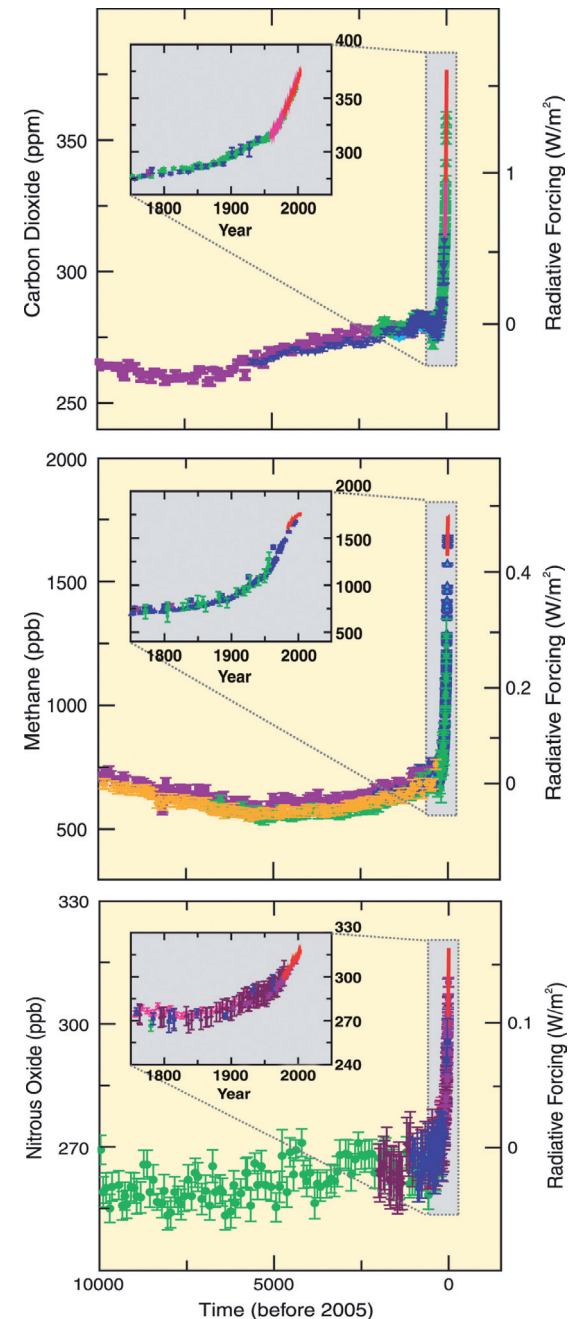 400
350
300
1800 1900 2000
Year
Carbon Dioxide (ppm)
350
300
250
Radiative Forcing (W/m²)
1
0
2000
1500
1000
500
1800 1900 2000
Year
Methane (ppb)
2000
1500
1000
500
Radiative Forcing (W/m²)
0.4
0.2
0
330
300
270
240
1800 1900 2000
Year
Nitrous Oxide (ppb)
330
300
270
Radiative Forcing (W/m²)
0.1
0
10000 5000 0
Time (before 2005)